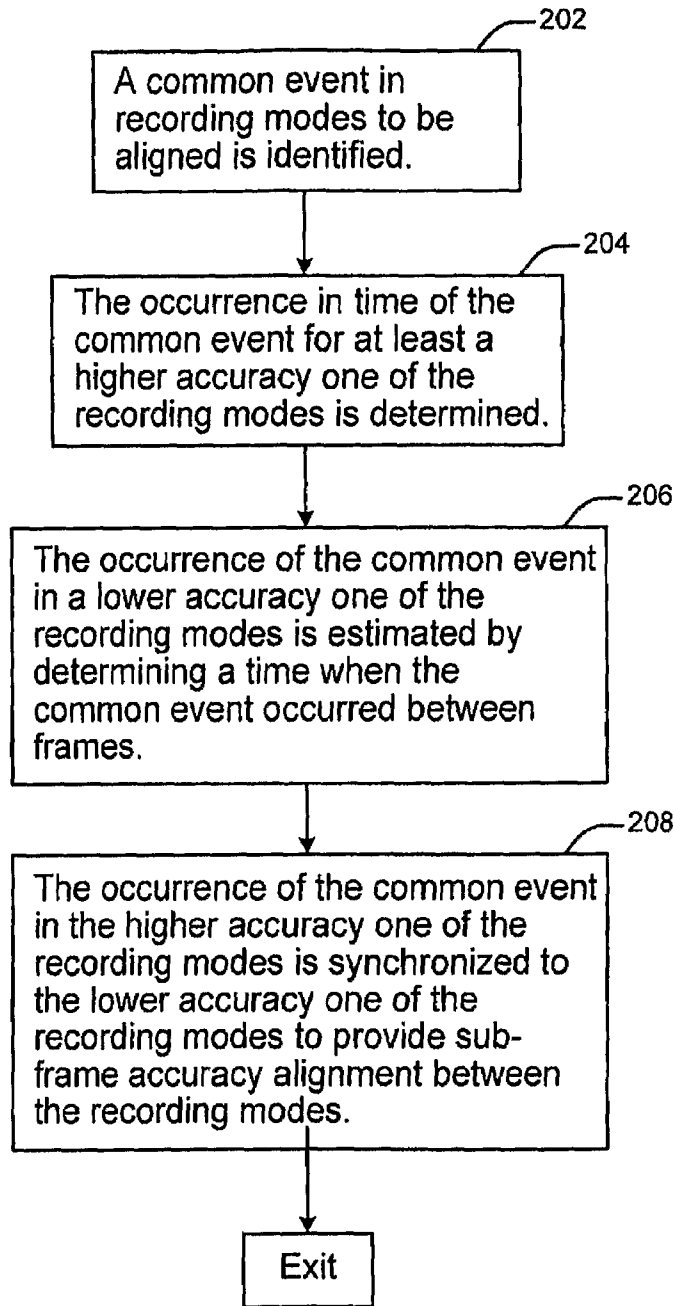 202
A common event in
recording modes to be
aligned is identified.
204
The occurrence in time of the
common event for at least a
higher accuracy one of the
recording modes is determined.
206
The occurrence of the common event
in a lower accuracy one of the
recording modes is estimated by
determining a time when the
common event occurred between
frames.
208
The occurrence of the common event
in the higher accuracy one of the
recording modes is synchronized to
the lower accuracy one of the
recording modes to provide sub-
frame accuracy alignment between
the recording modes.
Exit